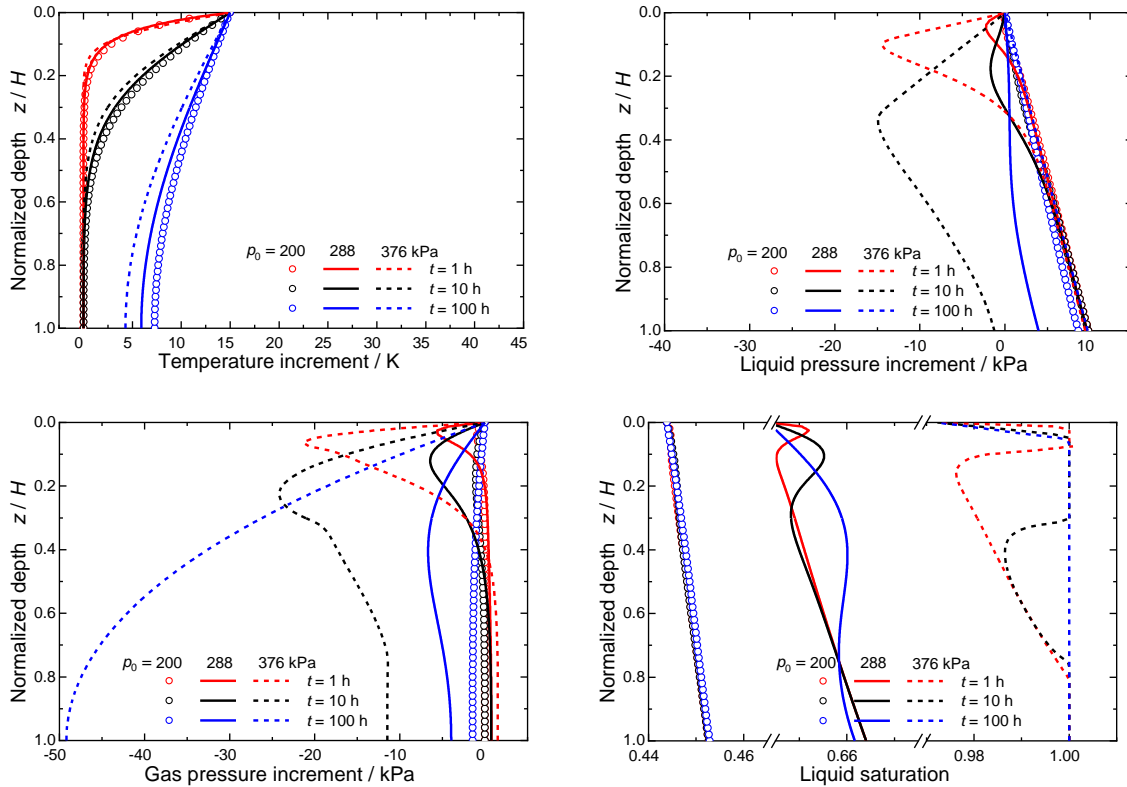 0.0
0.2
0.4
0.6
0.8
1.0
Normalized depth z / H
p0 = 200 288 376 kPa
t = 1 h
t = 10 h
t = 100 h
0 5 10 15 20 25 30 35 40 45
Temperature increment / K
0.0
0.2
0.4
0.6
0.8
1.0
Normalized depth z / H
p0 = 200 288 376 kPa
t = 1 h
t = 10 h
t = 100 h
-40 -30 -20 -10 0 10
Liquid pressure increment / kPa
0.0
0.2
0.4
0.6
0.8
1.0
Normalized depth z / H
p0 = 200 288 376 kPa
t = 1 h
t = 10 h
t = 100 h
-50 -40 -30 -20 -10 0
Gas pressure increment / kPa
0.0
0.2
0.4
0.6
0.8
1.0
Normalized depth z / H
p0 = 200 288 376 kPa
t = 1 h
t = 10 h
t = 100 h
0.44 0.46 0.66 0.98 1.00
Liquid saturation